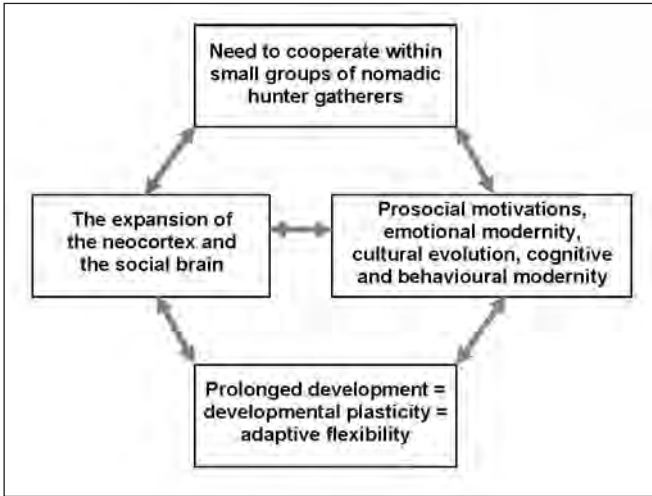 Need to cooperate within
small groups of nomadic
hunter gatherers
The expansion of
the neocortex and
the social brain
Prosocial motivations,
emotional modernity,
cultural evolution, cognitive
and behavioural modernity
Prolonged development =
developmental plasticity =
adaptive flexibility